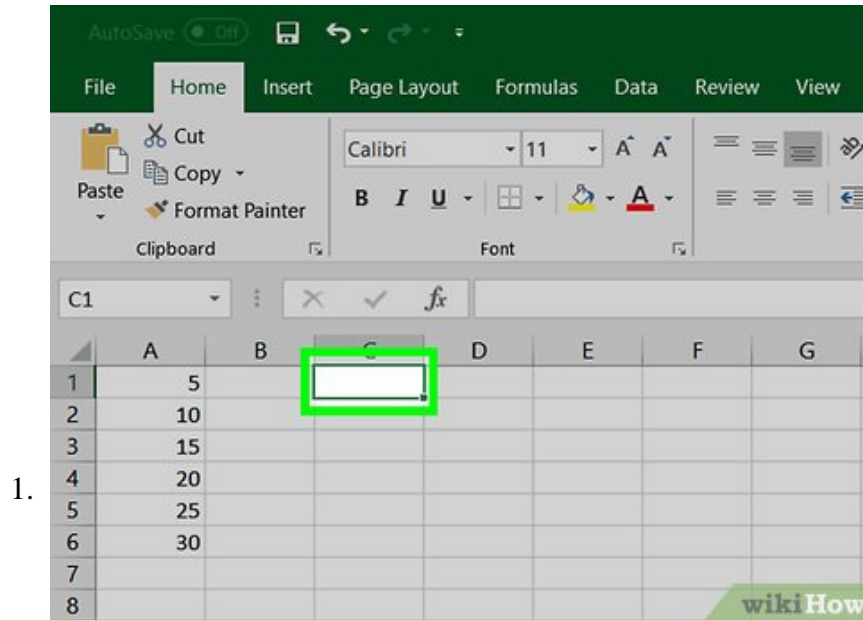 AutoSave Off
File Home Insert Page Layout Formulas Data Review View
Paste
Cut
Copy
Format Painter
Clipboard
Calibri 11 A A
B I U A
Font
C1 fx
A B C D E F G
1 5
2 10
3 15
4 20
5 25
6 30
7
8
1.
wikiHow